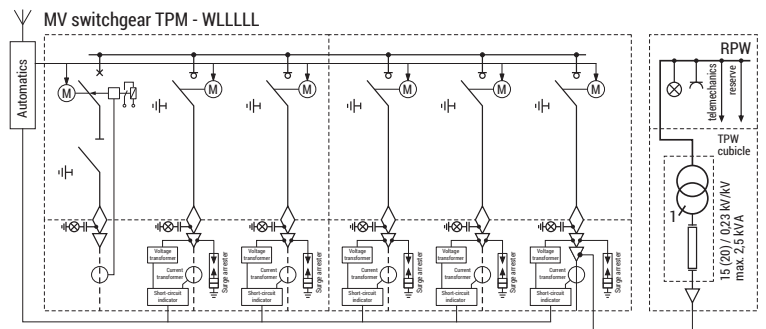 MV switchgear TPM - WLLLLL
Automatics
M
M
M
M
M
M
Voltage
transformer
Current
transformer
Short-circuit
indicator
Surge arrester
Voltage
transformer
Current
transformer
Short-circuit
indicator
Surge arrester
Voltage
transformer
Current
transformer
Short-circuit
indicator
Surge arrester
Voltage
transformer
Current
transformer
Short-circuit
indicator
Surge arrester
Voltage
transformer
Current
transformer
Short-circuit
indicator
Surge arrester
RPW
telemechanics
reserve
TPW
cubicle
1
15 (20) / 0,23 kV/kV
max. 2,5 kVA